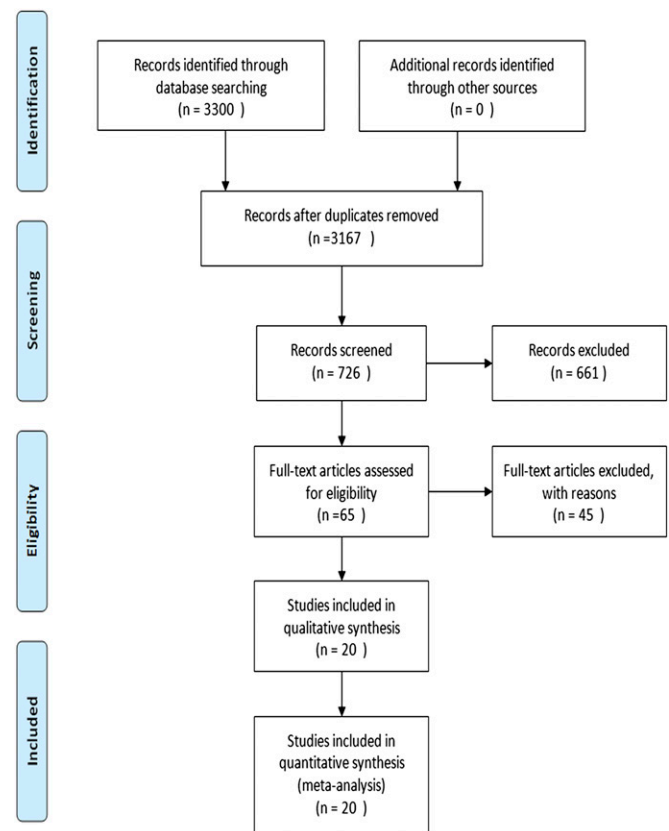 Identification
Records identified through
database searching
(n = 3300 )
Additional records identified
through other sources
(n = 0 )
Records after duplicates removed
(n =3167 )
Screening
Records screened
(n = 726 )
Records excluded
(n = 661 )
Eligibility
Full-text articles assessed
for eligibility
(n =65 )
Full-text articles excluded,
with reasons
(n = 45 )
Studies included in
qualitative synthesis
(n = 20 )
Included
Studies included in
quantitative synthesis
(meta-analysis)
(n = 20 )